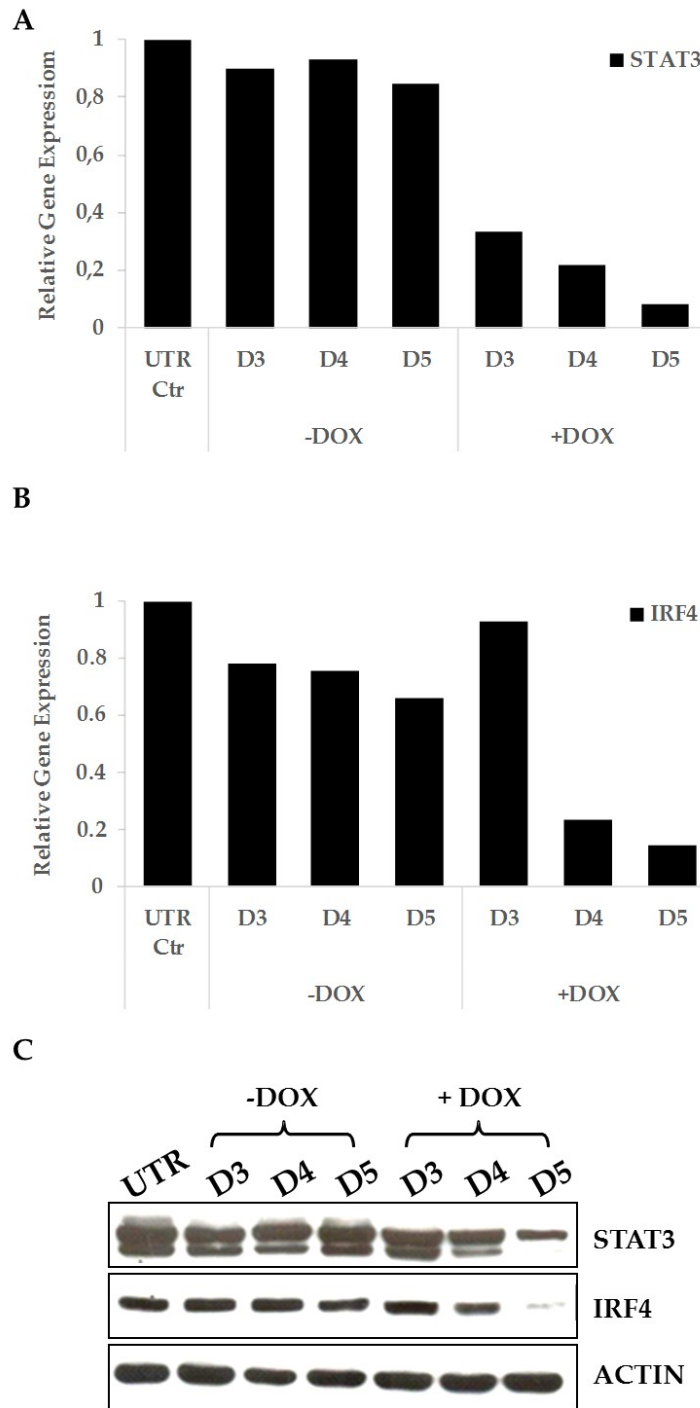 A
Relative Gene Expressiom
1
0,8
0,6
0,4
0,2
0
STAT3
UTR Ctr D3 D4 D5 D3 D4 D5
-DOX +DOX
B
Relative Gene Expression
1
0.8
0.6
0.4
0.2
0
IRF4
UTR Ctr D3 D4 D5 D3 D4 D5
-DOX +DOX
C
-DOX + DOX
UTR D3 D4 D5 D3 D4 D5
STAT3
IRF4
ACTIN